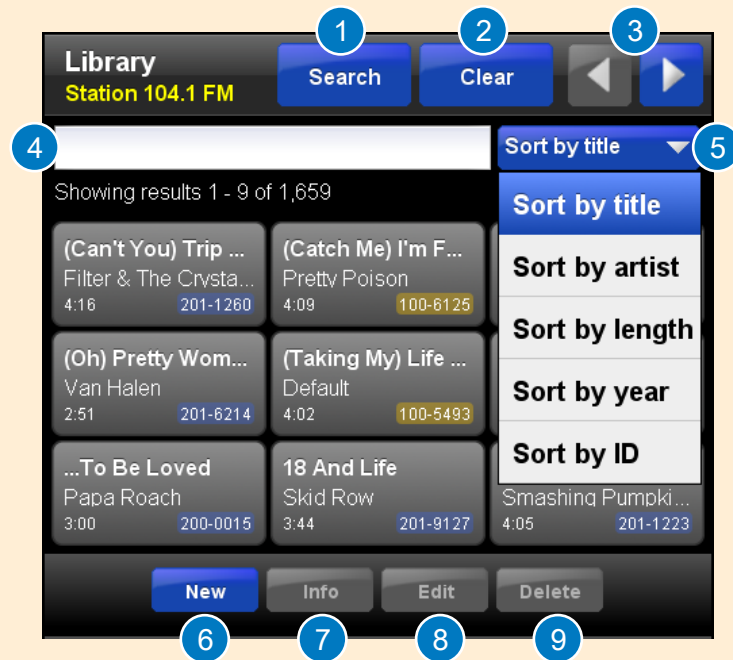 1
2
3
Library
Station 104.1 FM
Search
Clear
4
Sort by title
5
Showing results 1 - 9 of 1,659
Sort by title
Sort by artist
Sort by length
Sort by year
Sort by ID
(Can't You) Trip ...
Filter & The Crysta...
4:16
201-1260
(Catch Me) I'm F...
Pretty Poison
4:09
100-6125
(Oh) Pretty Wom...
Van Halen
2:51
201-6214
(Taking My) Life ...
Default
4:02
100-5493
...To Be Loved
Papa Roach
3:00
200-0015
18 And Life
Skid Row
3:44
201-9127
Smashing Pumpki...
4:05
201-1223
New
Info
Edit
Delete
6
7
8
9